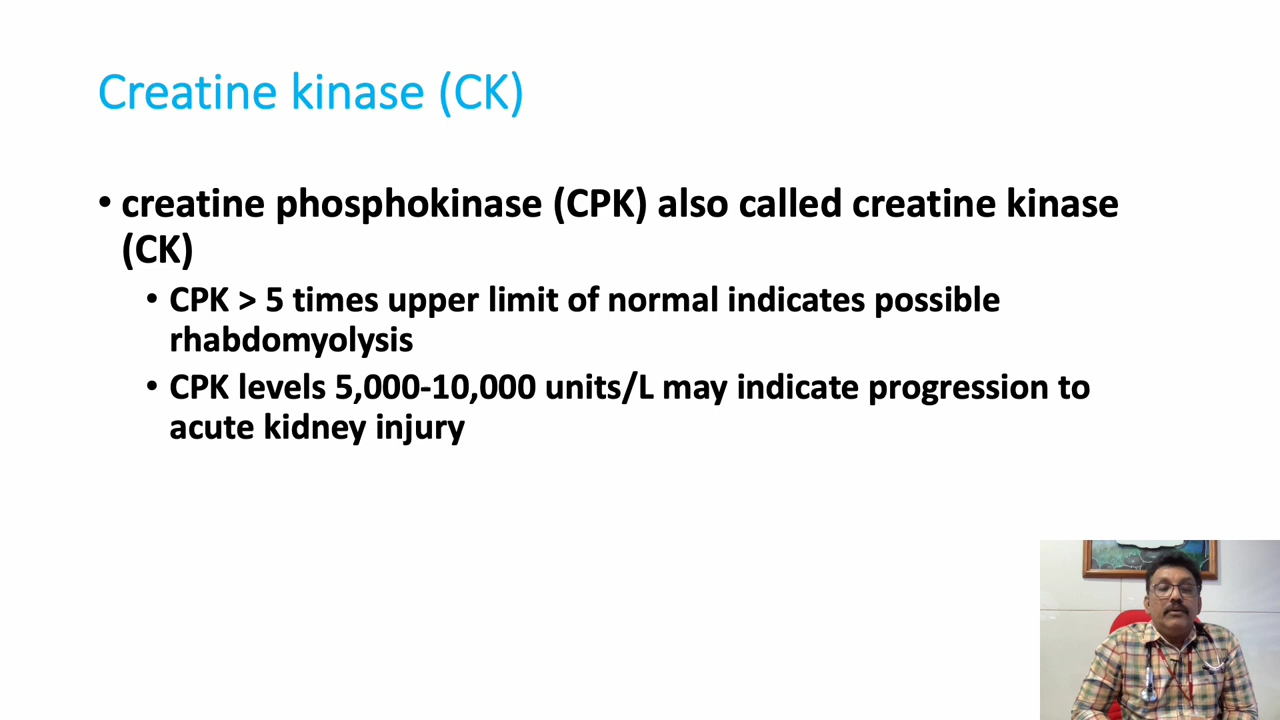 Creatine kinase (CK)
• creatine phosphokinase (CPK) also called creatine kinase
(CK)
• CPK > 5 times upper limit of normal indicates possible
rhabdomyolysis
• CPK levels 5,000-10,000 units/L may indicate progression to
acute kidney injury